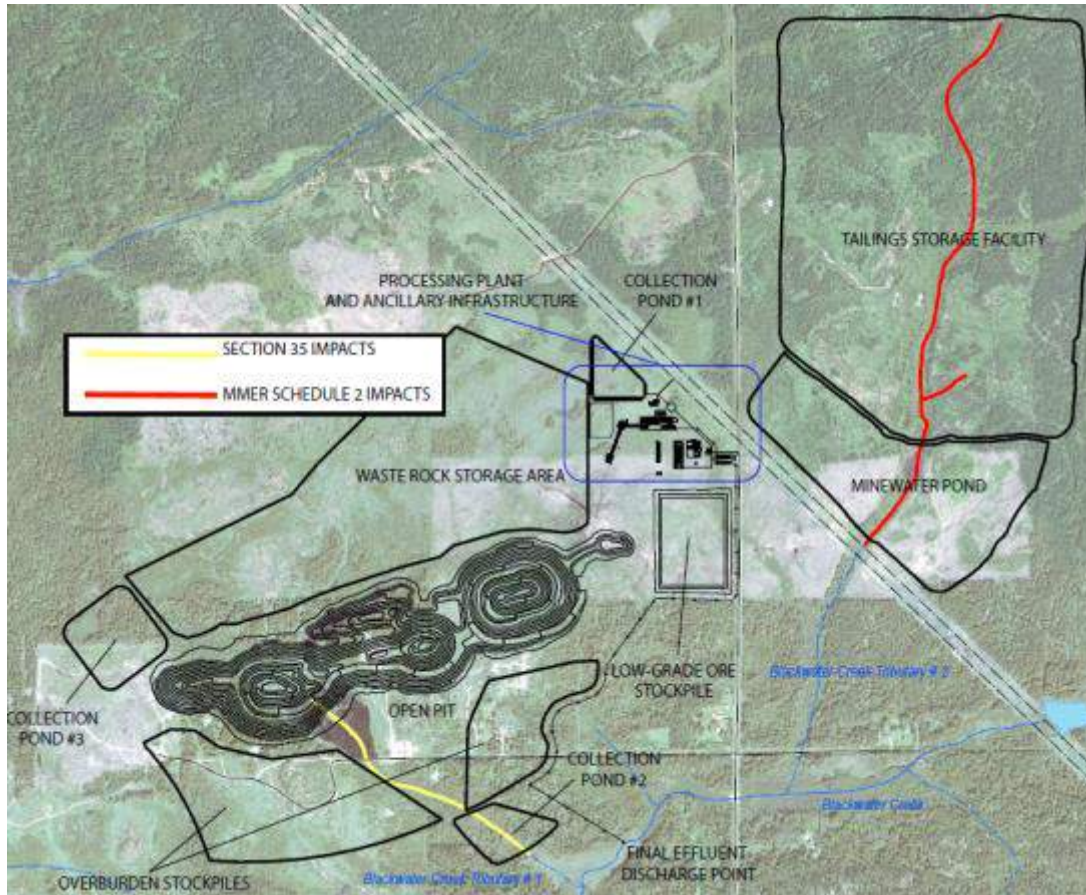 TAILINGS STORAGE FACILITY
PROCESSING PLANT
AND ANCILLARY INFRASTRUCTURE
COLLECTION
POND #1
SECTION 35 IMPACTS
MMER SCHEDULE 2 IMPACTS
WASTE ROCK STORAGE AREA
MINEWATER POND
LOW-GRADE ORE
STOCKPILE
Blackwater Creek Tributary #
OPEN PIT
COLLECTION
POND #3
COLLECTION
POND #2
Blackwater Creek
FINAL EFFLUENT
DISCHARGE POINT
OVERBURDEN STOCKPILES
Blackwater Creek Tributary # 1